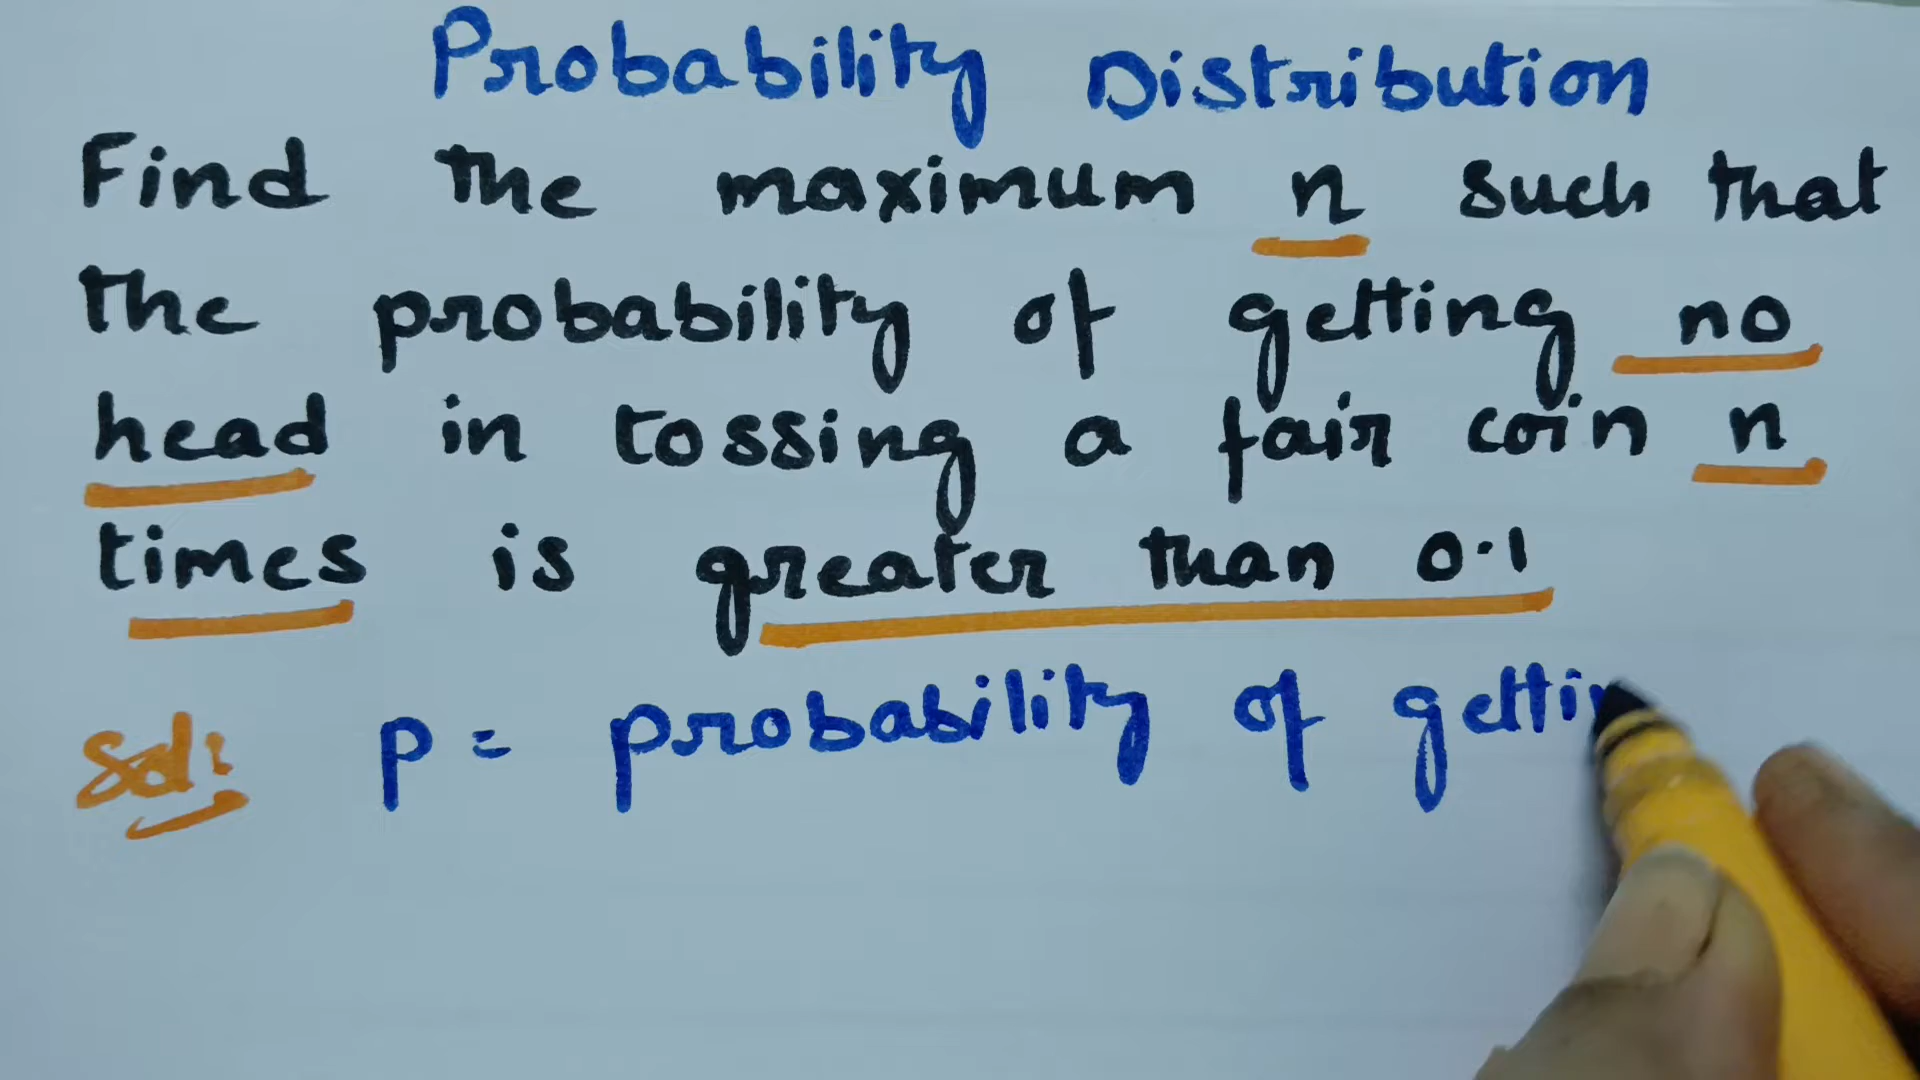 Probability Distribution
Find the maximum n such that
the probability of getting no
head in tossing a fair coin n
times is greater than 0.1
Sol: p = probability of getti